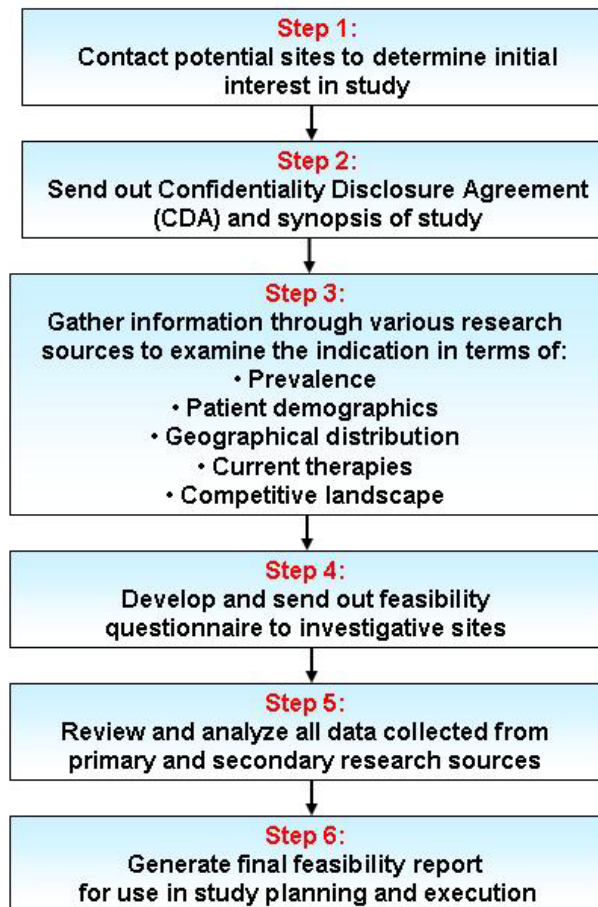 Step 1:
Contact potential sites to determine initial
interest in study
Step 2:
Send out Confidentiality Disclosure Agreement
(CDA) and synopsis of study
Step 3:
Gather information through various research
sources to examine the indication in terms of:
• Prevalence
• Patient demographics
• Geographical distribution
• Current therapies
• Competitive landscape
Step 4:
Develop and send out feasibility
questionnaire to investigative sites
Step 5:
Review and analyze all data collected from
primary and secondary research sources
Step 6:
Generate final feasibility report
for use in study planning and execution